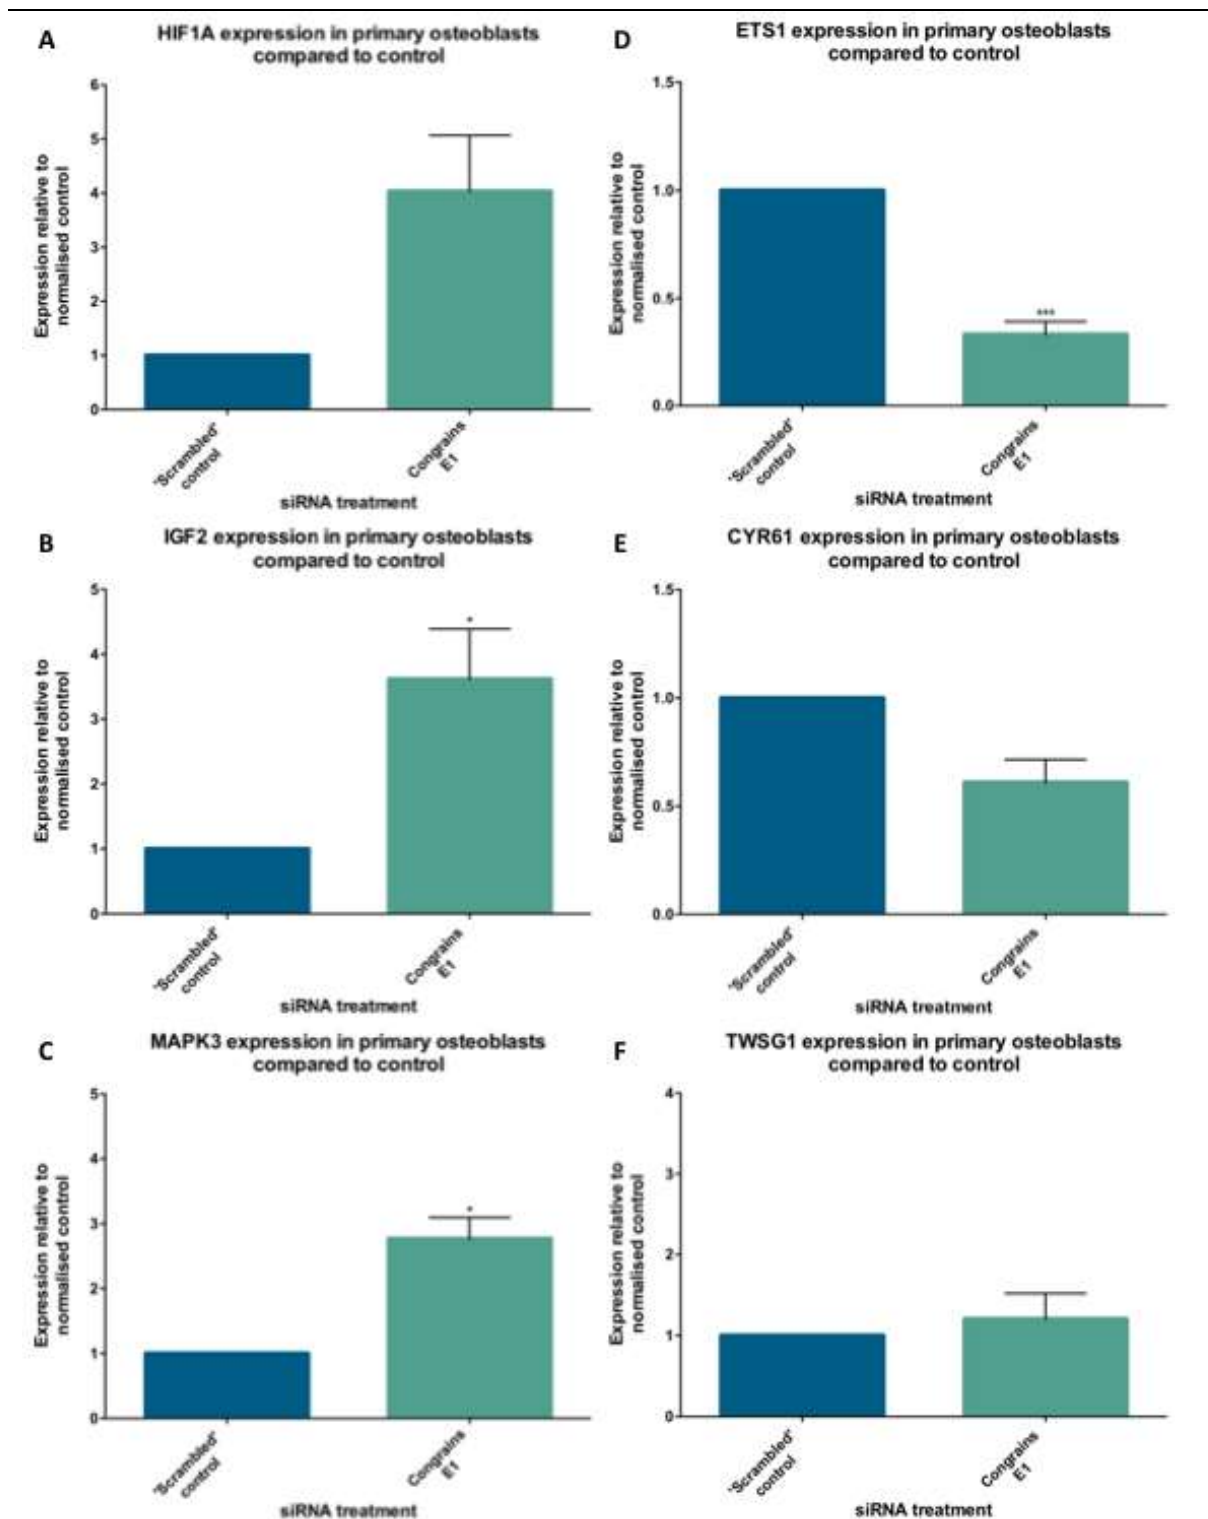 A
HIF1A expression in primary osteoblasts
compared to control
Expression relative to
normalised control
6
5
4
3
2
1
0
"Scrambled"
control
Congrains
E1
siRNA treatment
D
ETS1 expression in primary osteoblasts
compared to control
Expression relative to
normalised control
1.5
1.0
0.5
0.0
***
"Scrambled"
control
Congrains
E1
siRNA treatment
B
IGF2 expression in primary osteoblasts
compared to control
Expression relative to
normalised control
5
4
3
2
1
0
*
"Scrambled"
control
Congrains
E1
siRNA treatment
E
CYR61 expression in primary osteoblasts
compared to control
Expression relative to
normalised control
1.5
1.0
0.5
0.0
"Scrambled"
control
Congrains
E1
siRNA treatment
C
MAPK3 expression in primary osteoblasts
compared to control
Expression relative to
normalised control
5
4
3
2
1
0
*
"Scrambled"
control
Congrains
E1
siRNA treatment
F
TWSG1 expression in primary osteoblasts
compared to control
Expression relative to
normalised control
4
3
2
1
0
"Scrambled"
control
Congrains
E1
siRNA treatment